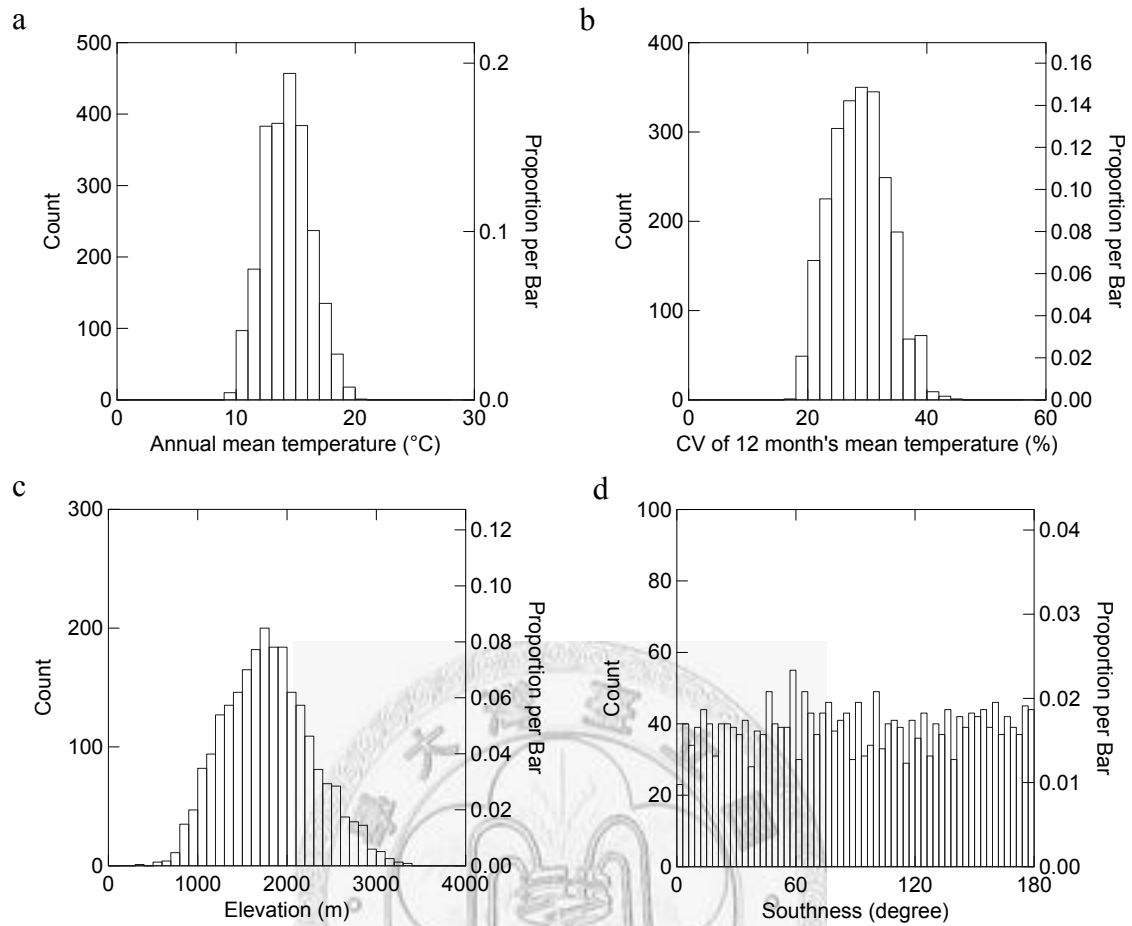 a
500
400
300
200
100
0
Count
0.2
0.1
0.0
Proportion per Bar
0 10 20 30
Annual mean temperature (°C)
b
400
300
200
100
0
Count
0.16
0.14
0.12
0.10
0.08
0.06
0.04
0.02
0.00
Proportion per Bar
0 20 40 60
CV of 12 month's mean temperature (%)
c
300
200
100
0
Count
0.12
0.10
0.08
0.06
0.04
0.02
0.00
Proportion per Bar
0 1000 2000 3000 4000
Elevation (m)
d
100
80
60
40
20
0
Count
0.04
0.03
0.02
0.01
0.00
Proportion per Bar
0 60 120 180
Southness (degree)